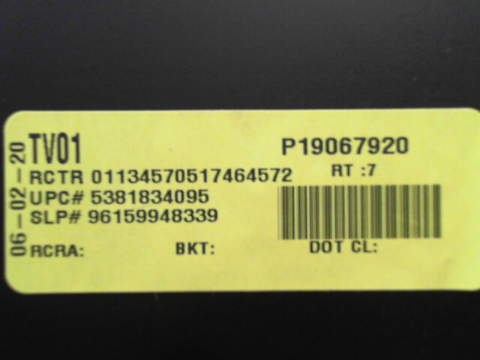 06-02-20
TV01
P19067920
RCTR 01134570517464572
RT :7
UPC# 5381834095
SLP# 96159948339
RCRA:
BKT:
DOT CL: